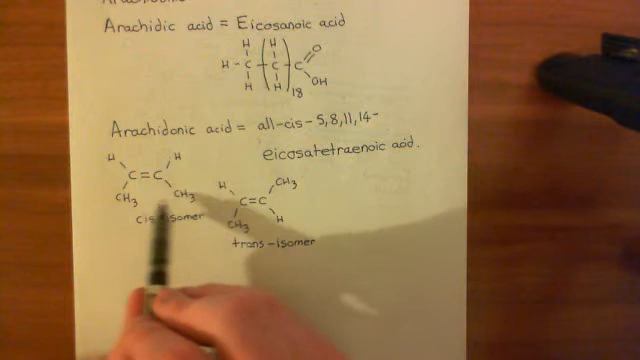 Arachidic acid = Eicosanoic acid
H H
H - C - C - C O
H H 18 OH
Arachidonic acid = all-cis-5,8,11,14-
eicosatetraenoic acid.
H H
C=C
CH3 CH3
cis-isomer
H CH3
C=C
CH3 H
trans-isomer